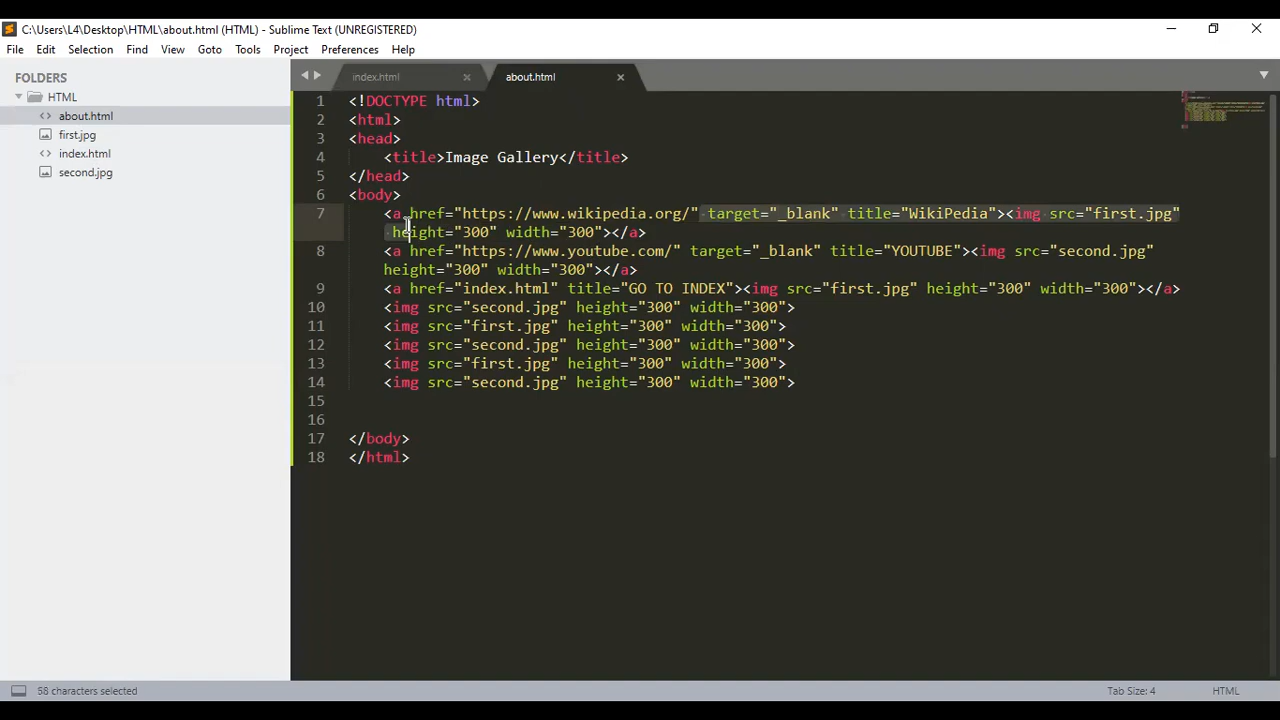 C:\Users\L4\Desktop\HTML\about.html (HTML) - Sublime Text (UNREGISTERED)
File Edit Selection Find View Goto Tools Project Preferences Help
FOLDERS
HTML
about.html
first.jpg
index.html
second.jpg
index.html about.html
1 <!DOCTYPE html>
2 <html>
3 <head>
4 <title>Image Gallery</title>
5 </head>
6 <body>
7 <a href="https://www.wikipedia.org/" target="_blank" title="WikiPedia"><img src="first.jpg"
height="300" width="300"></a>
8 <a href="https://www.youtube.com/" target="_blank" title="YOUTUBE"><img src="second.jpg"
height="300" width="300"></a>
9 <a href="index.html" title="GO TO INDEX"><img src="first.jpg" height="300" width="300"></a>
10 <img src="second.jpg" height="300" width="300">
11 <img src="first.jpg" height="300" width="300">
12 <img src="second.jpg" height="300" width="300">
13 <img src="first.jpg" height="300" width="300">
14 <img src="second.jpg" height="300" width="300">
15
16
17 </body>
18 </html>
58 characters selected
Tab Size: 4
HTML